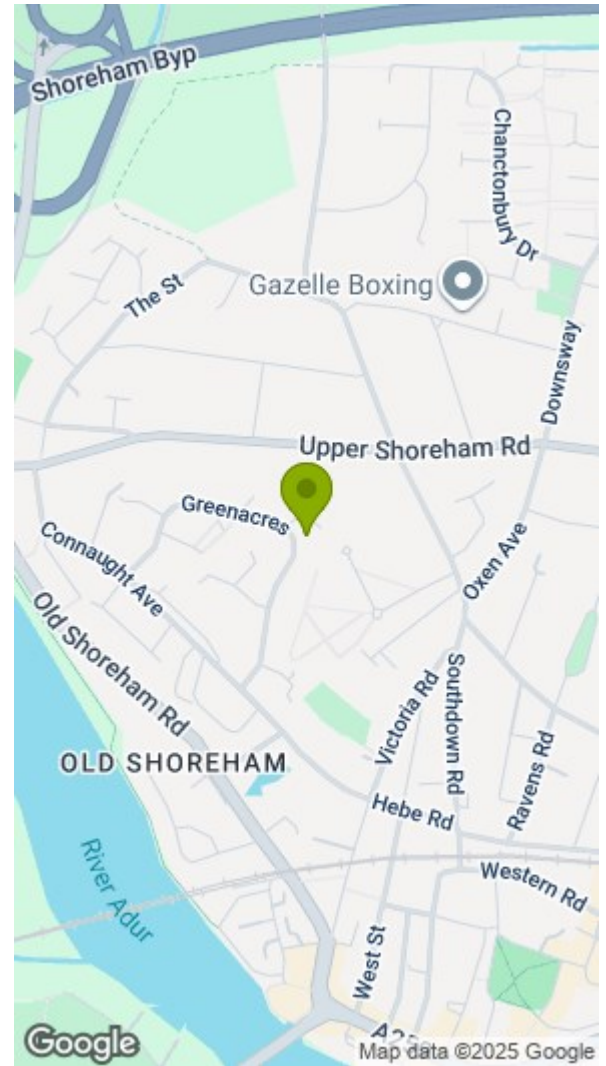 Shoreham Byp
Chanctonbury Dr
The St
Gazelle Boxing
Downsway
Upper Shoreham Rd
Greenacres
Connaught Ave
Oxen Ave
Old Shoreham Rd
Southdown Rd
Victoria Rd
OLD SHOREHAM
Ravens Rd
Hebe Rd
River Adur
Western Rd
West St
Google
Map data ©2025 Google